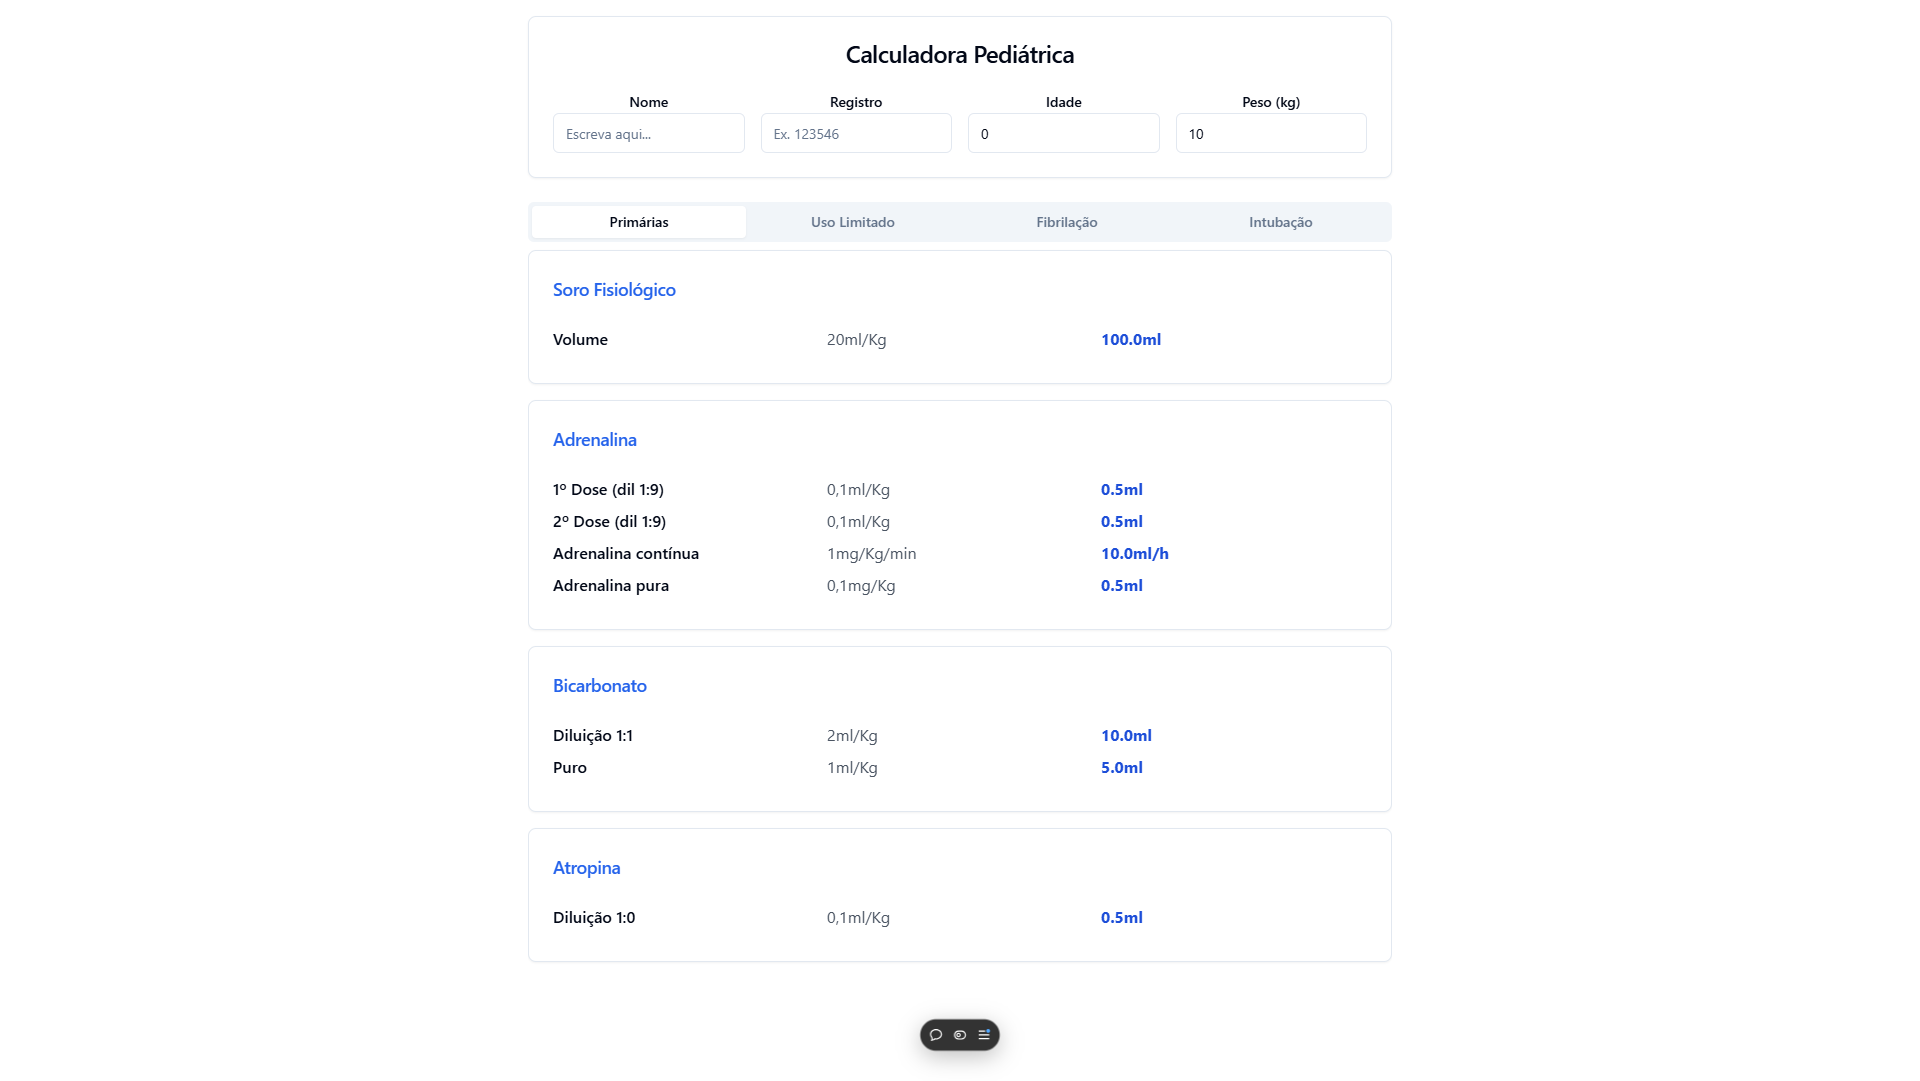 Calculadora Pediátrica
Nome Registro Idade Peso (kg)
Escreva aqui... Ex. 123546 0 10
Primárias Uso Limitado Fibrilação Intubação
Soro Fisiológico
Volume 20ml/Kg 100.0ml
Adrenalina
1º Dose (dil 1:9) 0,1ml/Kg 0.5ml
2º Dose (dil 1:9) 0,1ml/Kg 0.5ml
Adrenalina contínua 1mg/Kg/min 10.0ml/h
Adrenalina pura 0,1mg/Kg 0.5ml
Bicarbonato
Diluição 1:1 2ml/Kg 10.0ml
Puro 1ml/Kg 5.0ml
Atropina
Diluição 1:0 0,1ml/Kg 0.5ml